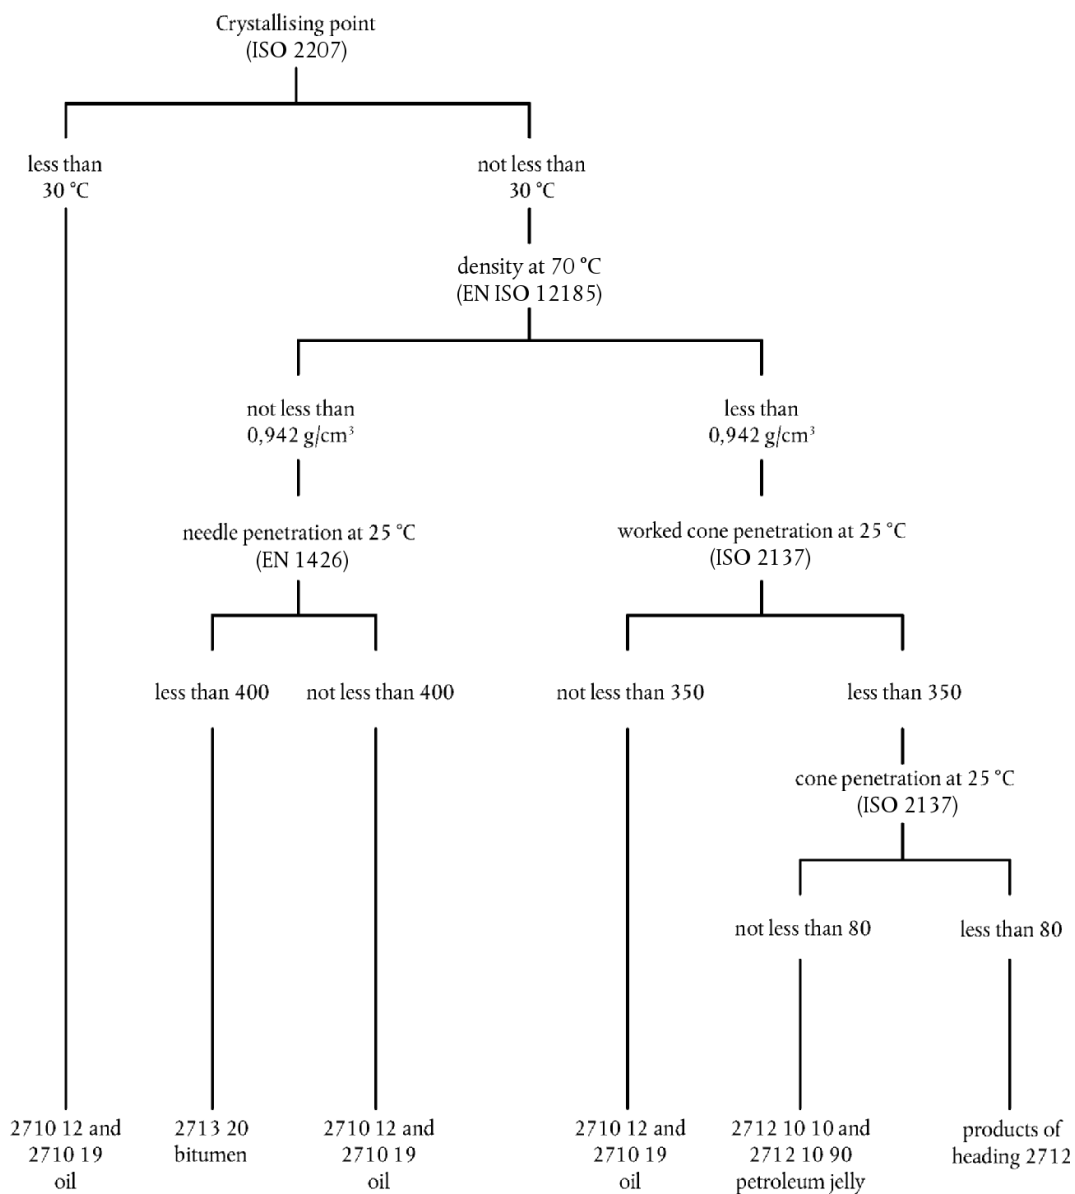 Crystallising point
(ISO 2207)
less than
30 °C
not less than
30 °C
density at 70 °C
(EN ISO 12185)
not less than
0,942 g/cm³
less than
0,942 g/cm³
needle penetration at 25 °C
(EN 1426)
worked cone penetration at 25 °C
(ISO 2137)
less than 400
not less than 400
not less than 350
less than 350
cone penetration at 25 °C
(ISO 2137)
not less than 80
less than 80
2710 12 and
2710 19
oil
2713 20
bitumen
2710 12 and
2710 19
oil
2710 12 and
2710 19
oil
2712 10 10 and
2712 10 90
petroleum jelly
products of
heading 2712